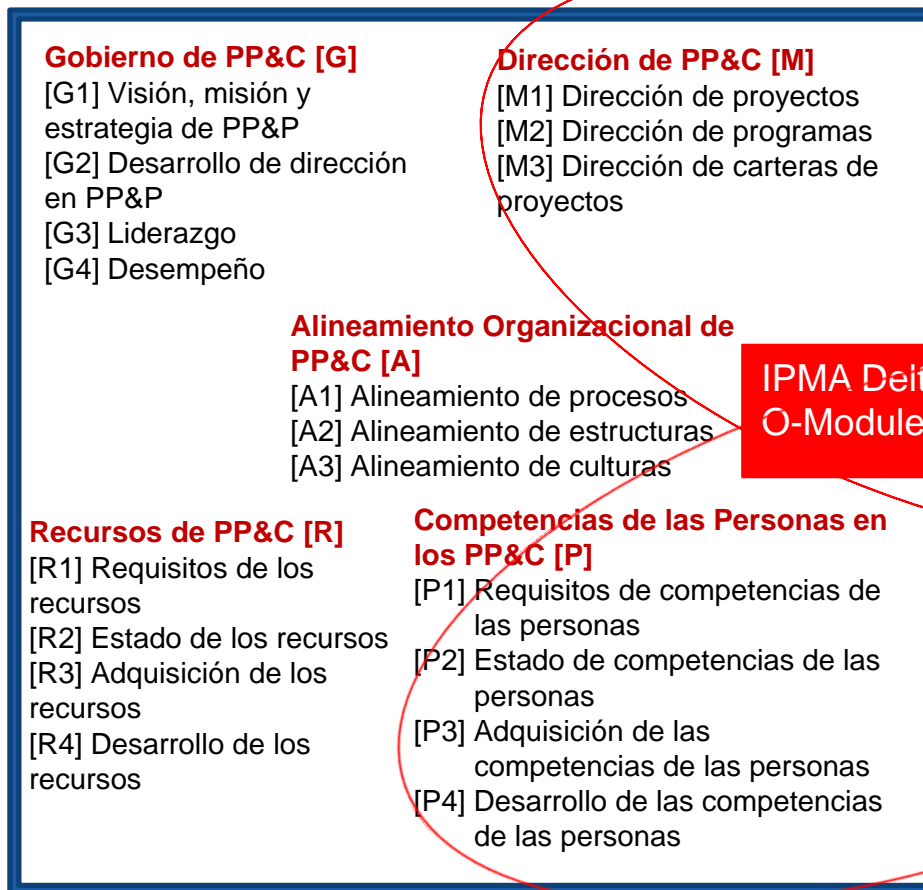 Gobierno de PP&C [G]
[G1] Visión, misión y
estrategia de PP&P
[G2] Desarrollo de dirección
en PP&P
[G3] Liderazgo
[G4] Desempeño
Dirección de PP&C [M]
[M1] Dirección de proyectos
[M2] Dirección de programas
[M3] Dirección de carteras de
proyectos
Alineamiento Organizacional de
PP&C [A]
[A1] Alineamiento de procesos
[A2] Alineamiento de estructuras
[A3] Alineamiento de culturas
IPMA Delt
O-Module
Recursos de PP&C [R]
[R1] Requisitos de los
recursos
[R2] Estado de los recursos
[R3] Adquisición de los
recursos
[R4] Desarrollo de los
recursos
Competencias de las Personas en
los PP&C [P]
[P1] Requisitos de competencias de
las personas
[P2] Estado de competencias de las
personas
[P3] Adquisición de las
competencias de las personas
[P4] Desarrollo de las competencias
de las personas